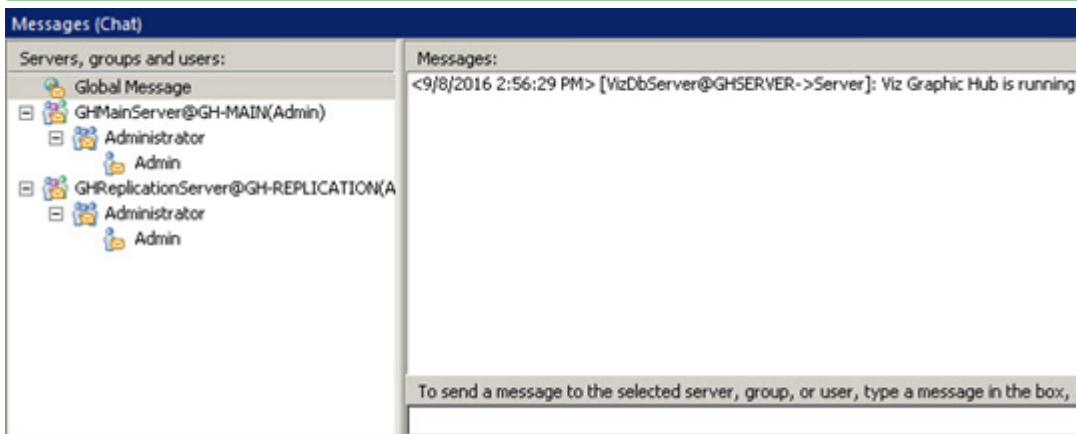 Messages (Chat)
Servers, groups and users:
Global Message
GHMainServer@GH-MAIN(Admin)
Administrator
Admin
GHReplicationServer@GH-REPLICATION(A
Administrator
Admin
Messages:
<9/8/2016 2:56:29 PM> [VizDbServer@GHSERVER->Server]: Viz Graphic Hub is running
To send a message to the selected server, group, or user, type a message in the box,